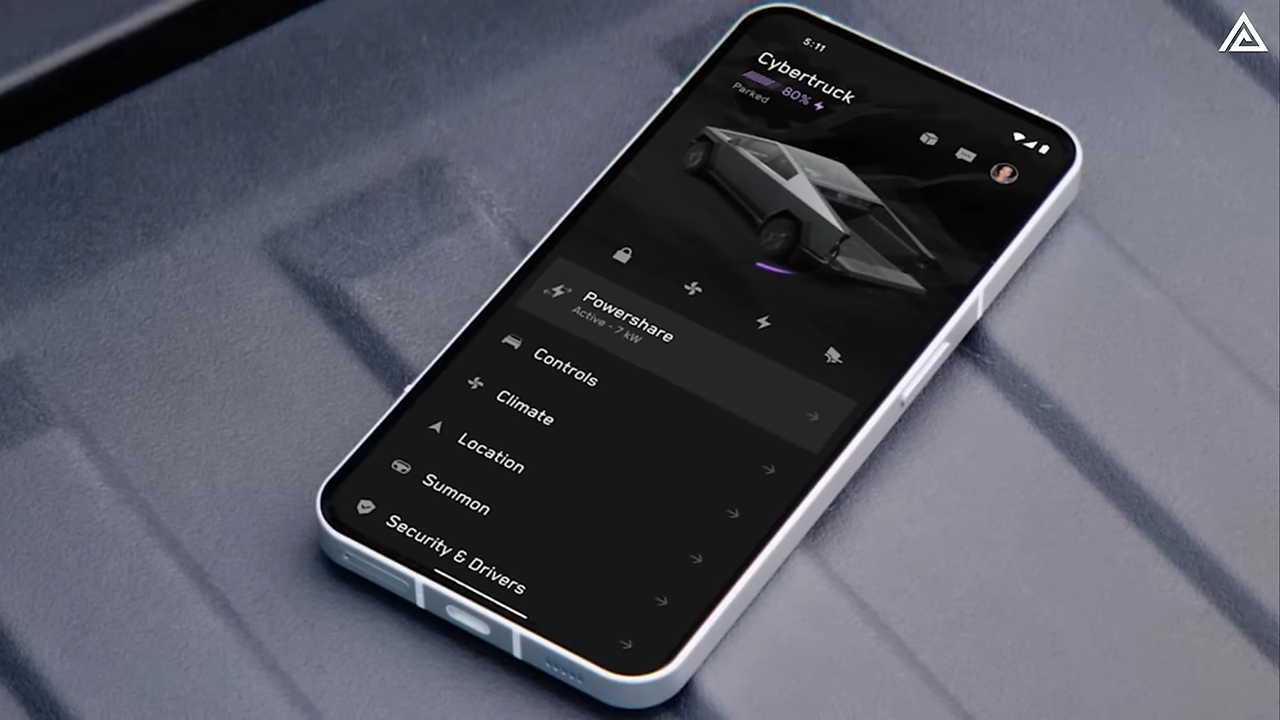 5:11
Cybertruck
80%
Parked
Powershare
Active - 7 kW
Controls
Climate
Location
Summon
Security & Drivers